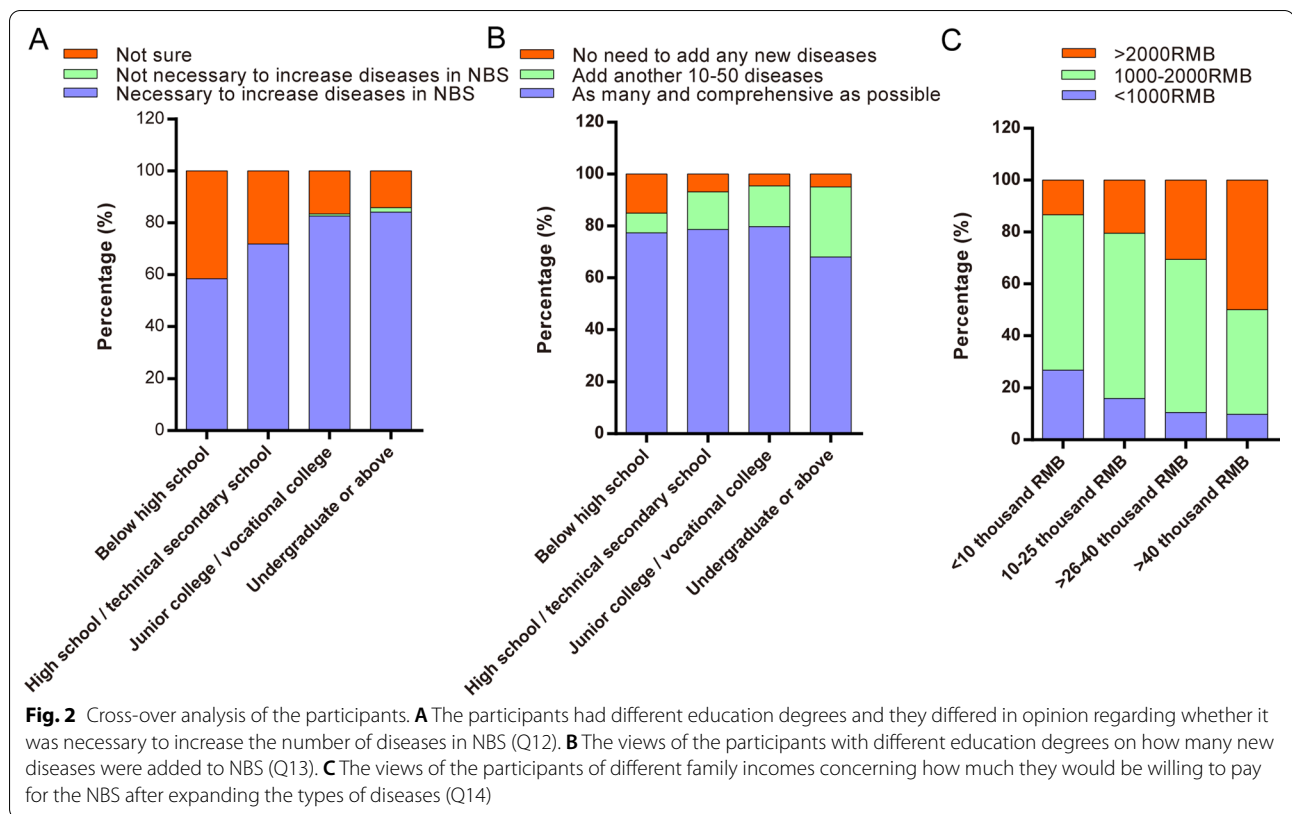 A
Not sure
Not necessary to increase diseases in NBS
Necessary to increase diseases in NBS
120
100
80
60
40
20
0
Percentage (%)
Below high school
High school / technical secondary school
Junior college / vocational college
Undergraduate or above
B
No need to add any new diseases
Add another 10-50 diseases
As many and comprehensive as possible
120
100
80
60
40
20
0
Percentage (%)
Below high school
High school / technical secondary school
Junior college / vocational college
Undergraduate or above
C
>2000RMB
1000-2000RMB
<1000RMB
120
100
80
60
40
20
0
Percentage (%)
<10 thousand RMB
10-25 thousand RMB
>26-40 thousand RMB
>40 thousand RMB
Fig. 2 Cross-over analysis of the participants. A The participants had different education degrees and they differed in opinion regarding whether it
was necessary to increase the number of diseases in NBS (Q12). B The views of the participants with different education degrees on how many new
diseases were added to NBS (Q13). C The views of the participants of different family incomes concerning how much they would be willing to pay
for the NBS after expanding the types of diseases (Q14)